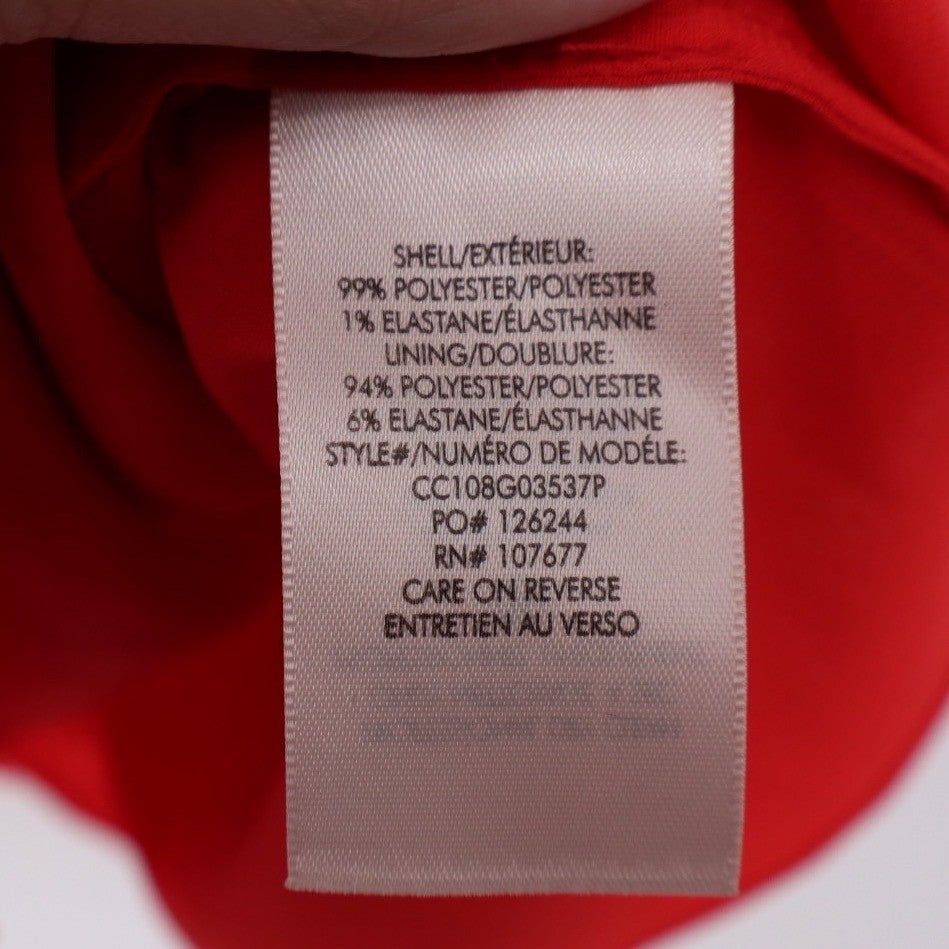 SHELL/EXTÉRIEUR:
99% POLYESTER/POLYESTER
1% ELASTANE/ÉLASTHANNE
LINING/DOUBLURE:
94% POLYESTER/POLYESTER
6% ELASTANE/ÉLASTHANNE
STYLE#/NUMÉRO DE MODÉLE:
CC108G03537P
PO# 126244
RN# 107677
CARE ON REVERSE
ENTRETIEN AU VERSO